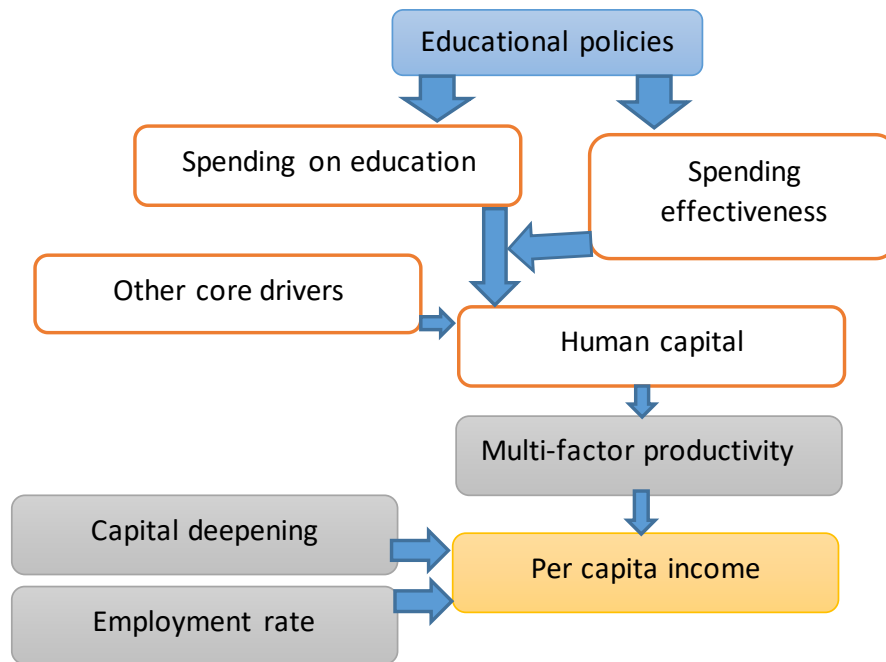 Educational policies
Spending on education
Spending
effectiveness
Other core drivers
Human capital
Multi-factor productivity
Capital deepening
Per capita income
Employment rate